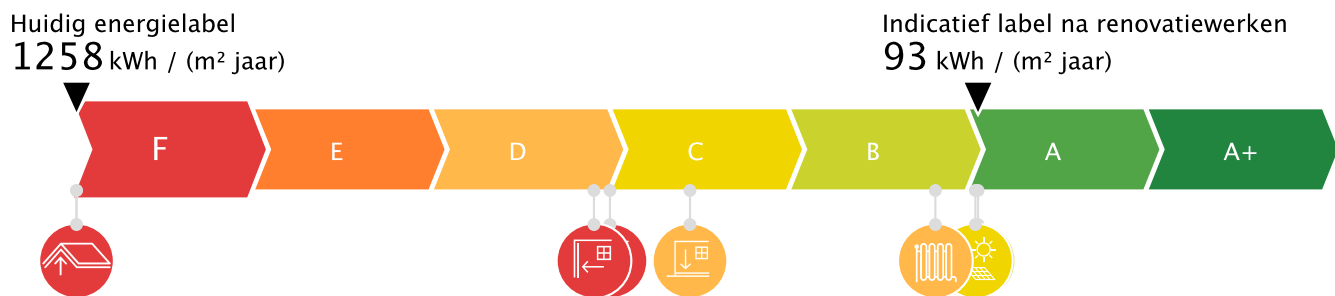 Huidig energielabel
1258 kWh / (m² jaar)
Indicatief label na renovatiewerken
93 kWh / (m² jaar)
F
E
D
C
B
A
A+